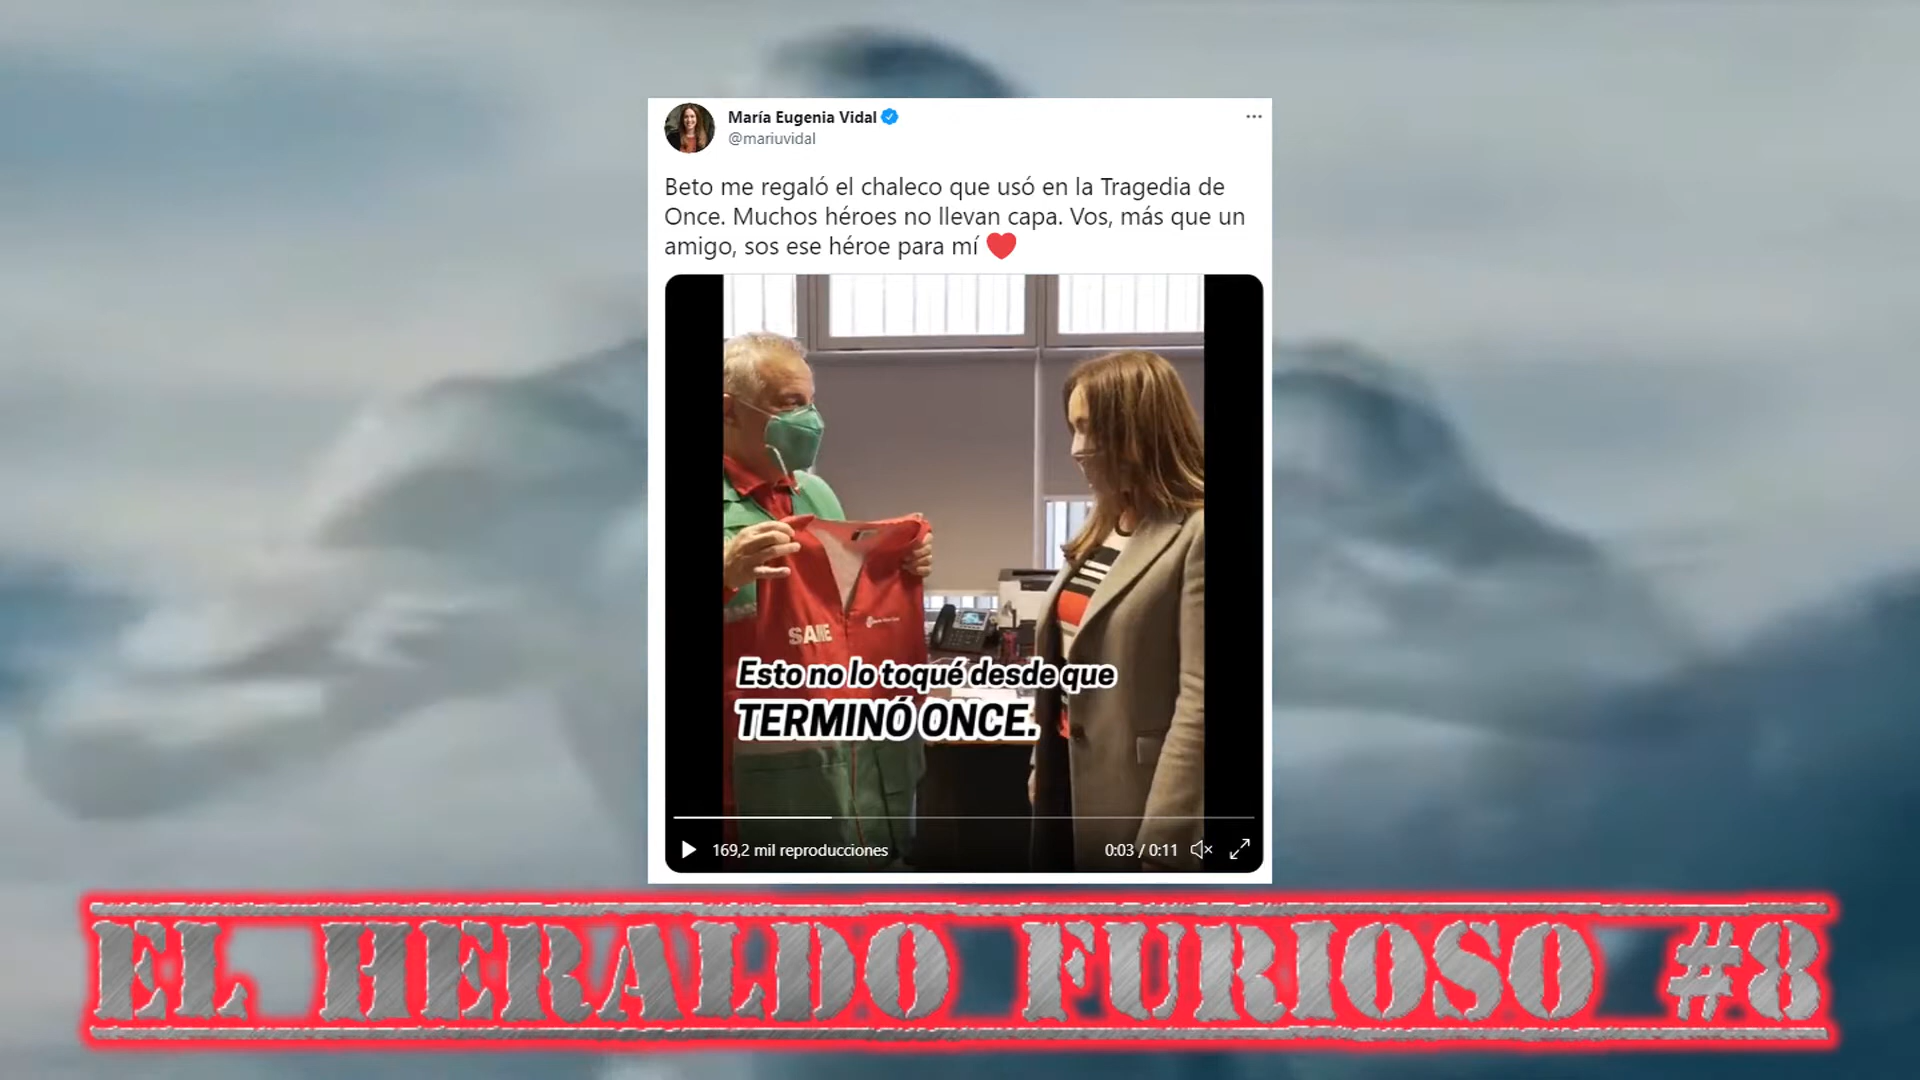 María Eugenia Vidal
@mariuvidal
Beto me regaló el chaleco que usó en la Tragedia de
Once. Muchos héroes no llevan capa. Vos, más que un
amigo, sos ese héroe para mí
SAME
Esto no lo toqué desde que
TERMINÓ ONCE.
169,2 mil reproducciones
0:03 / 0:11
EL HERALDO FURIOSO #8